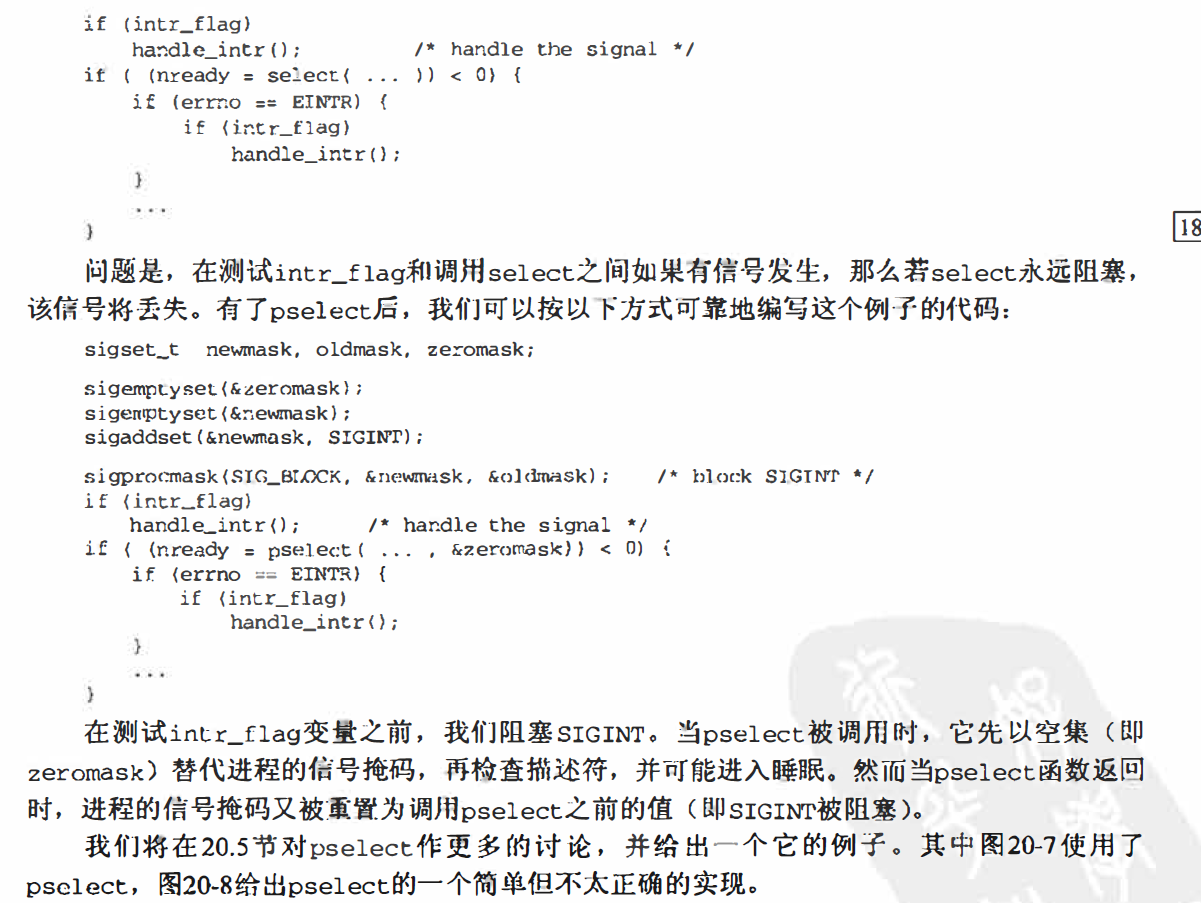 if (intr_flag)
handle_intr(); /* handle the signal */
if ( (nready = select( ... )) < 0) {
if (errno == EINTR) {
if (intr_flag)
handle_intr();
}
...
}
18
问题是，在测试intr_flag和调用select之间如果有信号发生，那么若select永远阻塞，
该信号将丢失。有了pselect后，我们可以按以下方式可靠地编写这个例子的代码：
sigset_t newmask, oldmask, zeromask;
sigemptyset(&zeromask);
sigemptyset(&newmask);
sigaddset(&newmask, SIGINT);
sigprocmask(SIG_BLOCK, &newmask, &oldmask); /* block SIGINT */
if (intr_flag)
handle_intr(); /* handle the signal */
if ( (nready = pselect( ... , &zeromask)) < 0) {
if (errno == EINTR) {
if (intr_flag)
handle_intr();
}
...
}
在测试intr_flag变量之前，我们阻塞SIGINT。当pselect被调用时，它先以空集（即
zeromask）替代进程的信号掩码，再检查描述符，并可能进入睡眠。然而当pselect函数返回
时，进程的信号掩码又被重置为调用pselect之前的值（即SIGINT被阻塞）。
我们将在20.5节对pselect作更多的讨论，并给出一个它的例子。其中图20-7使用了
pselect，图20-8给出pselect的一个简单但不太正确的实现。